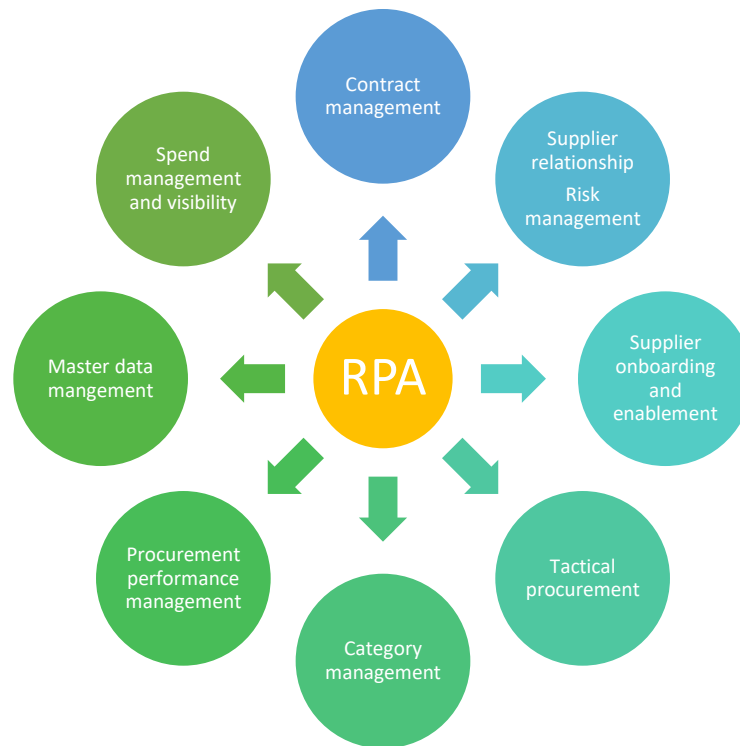 Contract
management
Supplier
relationship
Risk
management
Supplier
onboarding
and
enablement
Tactical
procurement
Category
management
Procurement
performance
management
Master data
mangement
Spend
management
and visibility
RPA